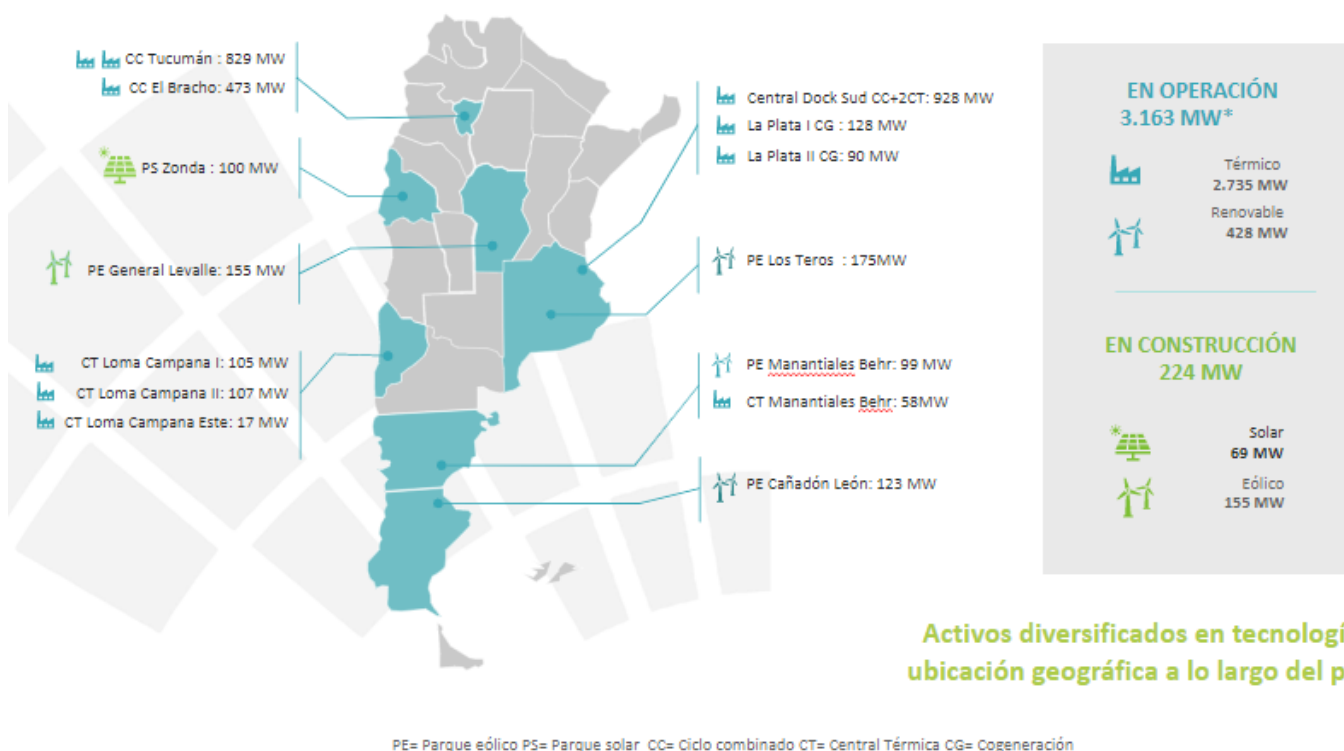 CC Tucumán : 829 MW
CC El Bracho: 473 MW
PS Zonda : 100 MW
PE General Levalle: 155 MW
CT Loma Campana I: 105 MW
CT Loma Campana II: 107 MW
CT Loma Campana Este: 17 MW
Central Dock Sud CC+2CT: 928 MW
La Plata I CG : 128 MW
La Plata II CG: 90 MW
PE Los Teros : 175MW
PE Manantiales Behr: 99 MW
CT Manantiales Behr: 58MW
PE Cañadón León: 123 MW
EN OPERACIÓN
3.163 MW*
Térmico
2.735 MW
Renovable
428 MW
EN CONSTRUCCIÓN
224 MW
Solar
69 MW
Eólico
155 MW
Activos diversificados en tecnologí
ubicación geográfica a lo largo del p
PE= Parque eólico PS= Parque solar CC= Ciclo combinado CT= Central Térmica CG= Cogeneración